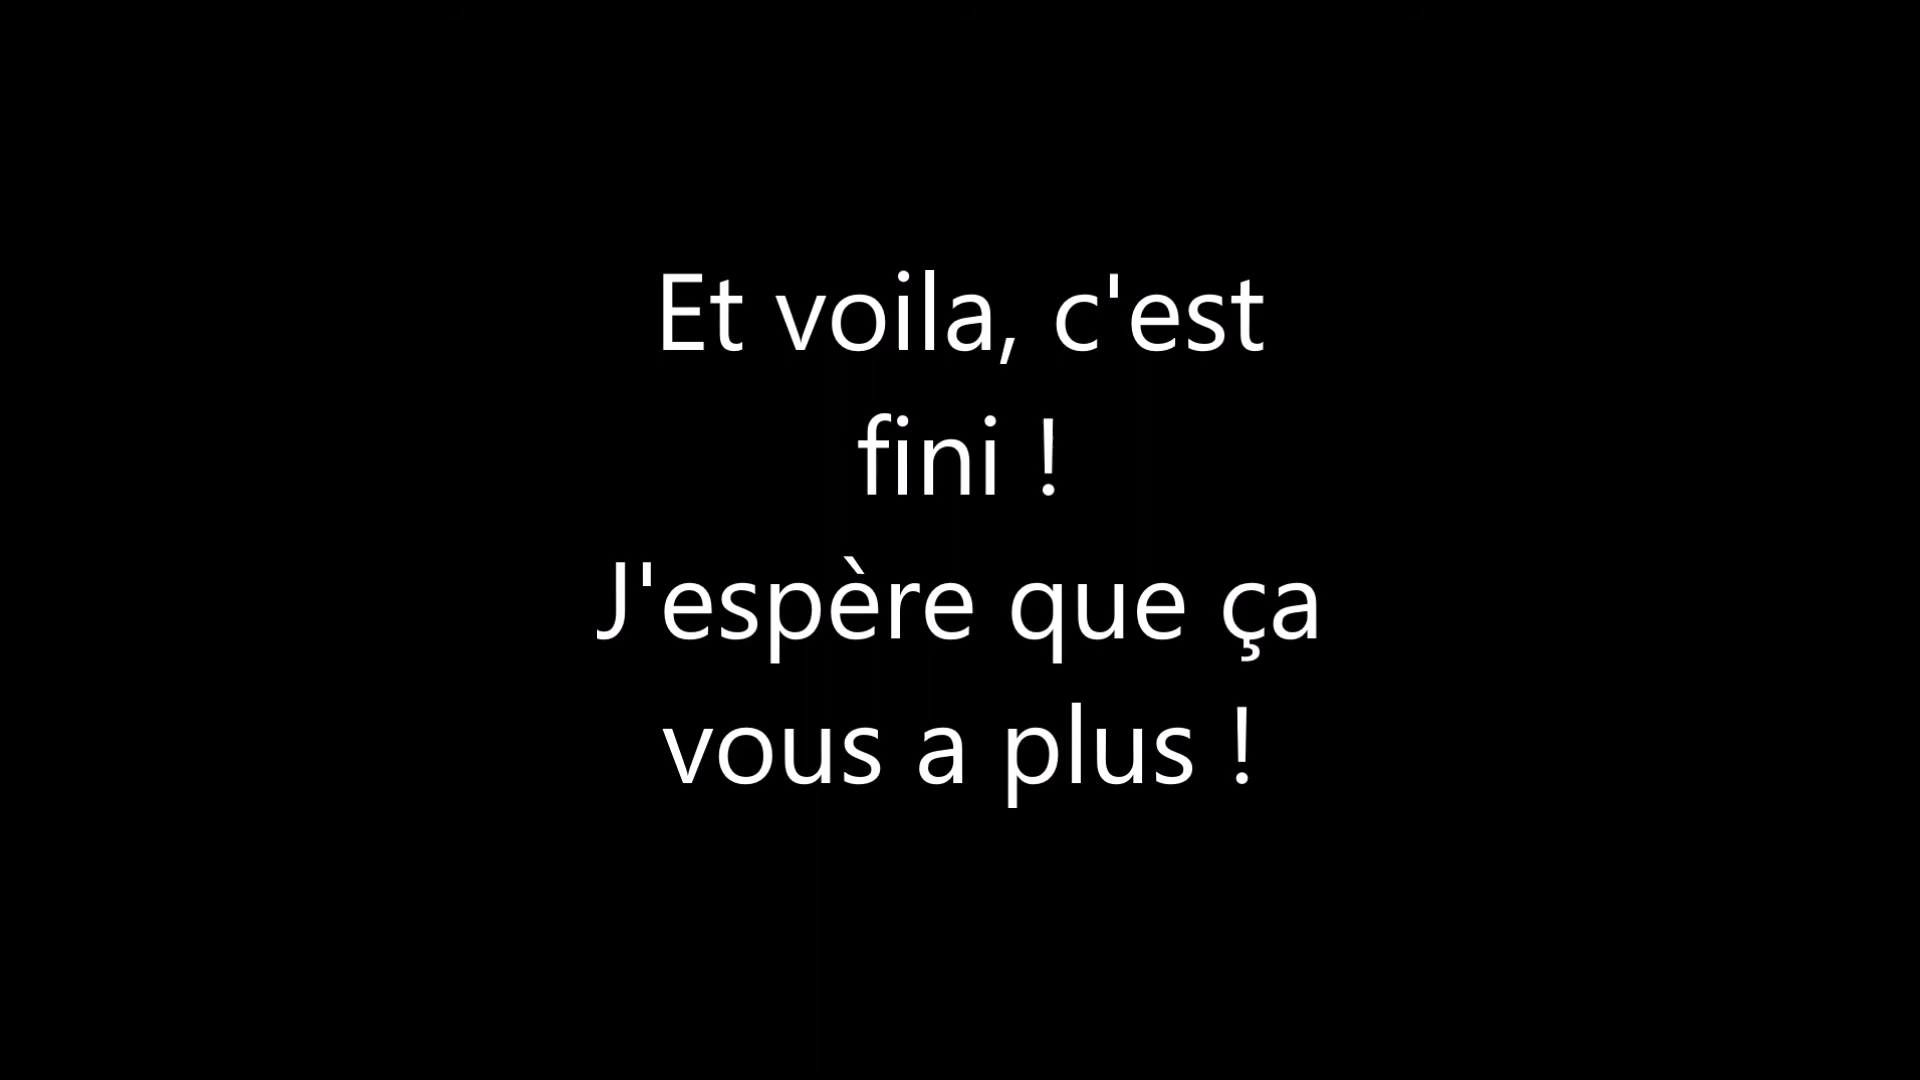 Et voila, c'est
fini !
J'espère que ça
vous a plus !